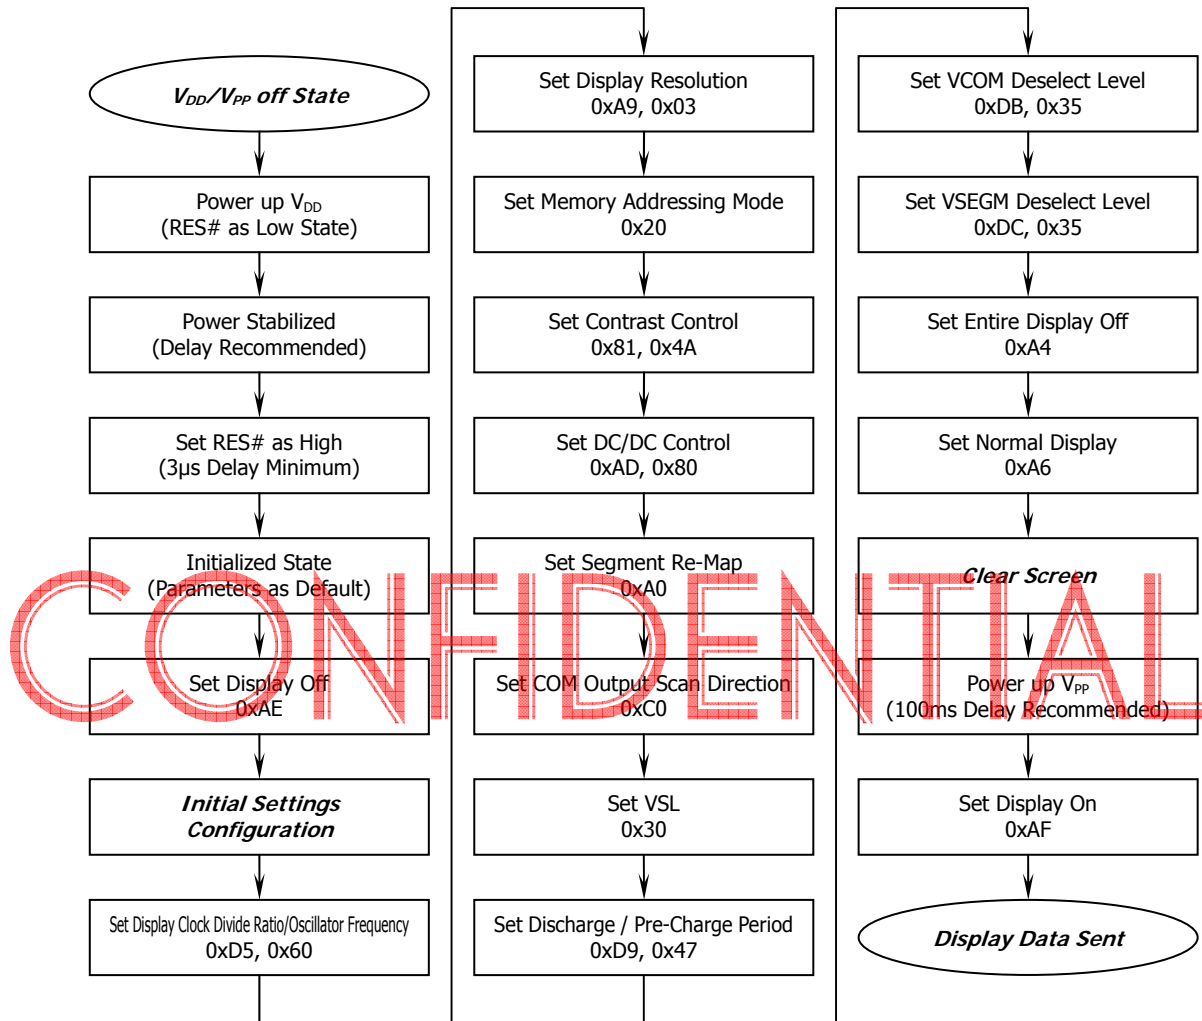 V_DD/V_PP off State
Power up V_DD
(RES# as Low State)
Power Stabilized
(Delay Recommended)
Set RES# as High
(3µs Delay Minimum)
Initialized State
(Parameters as Default)
Set Display Off
0xAE
Initial Settings
Configuration
Set Display Clock Divide Ratio/Oscillator Frequency
0xD5, 0x60
Set Display Resolution
0xA9, 0x03
Set Memory Addressing Mode
0x20
Set Contrast Control
0x81, 0x4A
Set DC/DC Control
0xAD, 0x80
Set Segment Re-Map
0xA0
Set COM Output Scan Direction
0xC0
Set VSL
0x30
Set Discharge / Pre-Charge Period
0xD9, 0x47
Set VCOM Deselect Level
0xDB, 0x35
Set VSEGM Deselect Level
0xDC, 0x35
Set Entire Display Off
0xA4
Set Normal Display
0xA6
Clear Screen
Power up V_PP
(100ms Delay Recommended)
Set Display On
0xAF
Display Data Sent
CONFIDENTIAL